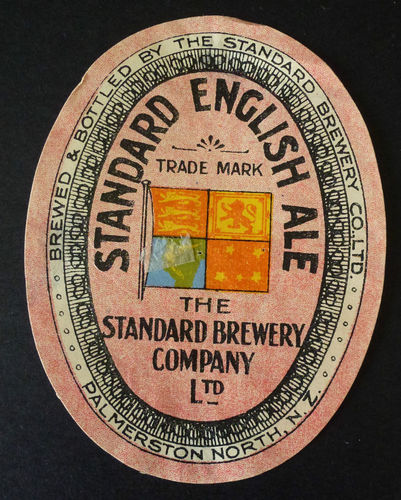 BREWED & BOTTLED BY THE STANDARD BREWERY CO. LTD.
STANDARD ENGLISH ALE
TRADE MARK
THE
STANDARD BREWERY
COMPANY
LTD
PALMERSTON NORTH, N.Z.